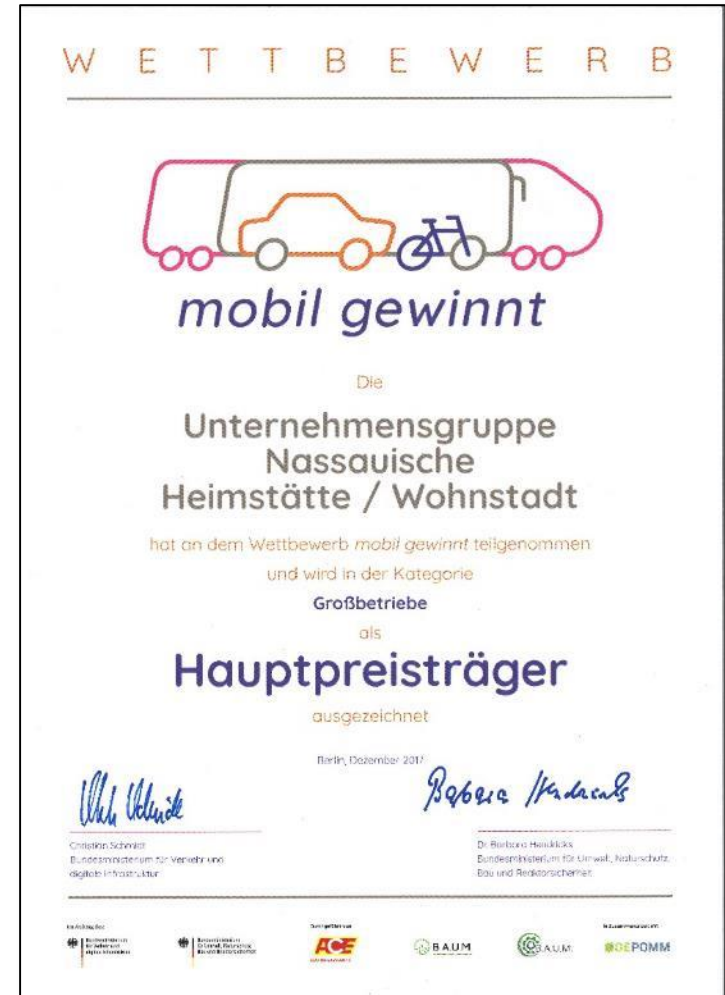 WETTBEWERB
mobil gewinnt
Die
Unternehmensgruppe
Nassauische
Heimstätte / Wohnstadt
hat an dem Wettbewerb mobil gewinnt teilgenommen
und wird in der Kategorie
Großbetriebe
als
Hauptpreisträger
ausgezeichnet
Berlin, Dezember 2017
Christian Schmidt
Bundesministerium für Verkehr und
digitale Infrastruktur
Barbara Hendricks
Dr. Barbara Hendricks
Bundesministerium für Umwelt, Naturschutz,
Bau und Reaktorsicherheit
ACE
B.A.U.M
B.A.U.M.
DEPOMM